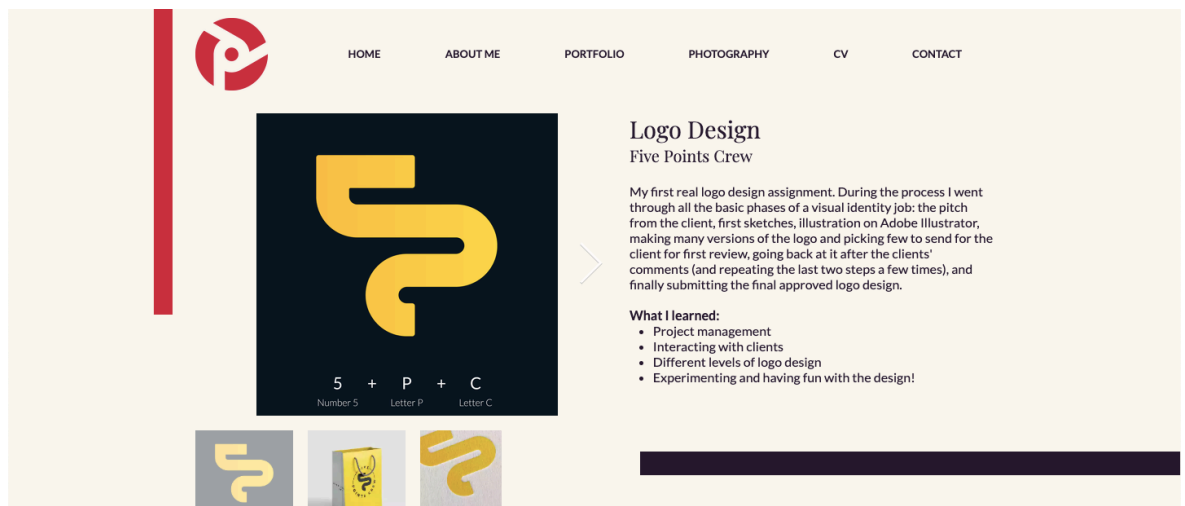 HOME ABOUT ME PORTFOLIO PHOTOGRAPHY CV CONTACT
Logo Design
Five Points Crew
My first real logo design assignment. During the process I went
through all the basic phases of a visual identity job: the pitch
from the client, first sketches, illustration on Adobe Illustrator,
making many versions of the logo and picking few to send for the
client for first review, going back at it after the clients'
comments (and repeating the last two steps a few times), and
finally submitting the final approved logo design.
What I learned:
• Project management
• Interacting with clients
• Different levels of logo design
• Experimenting and having fun with the design!
5 + P + C
Number 5 Letter P Letter C